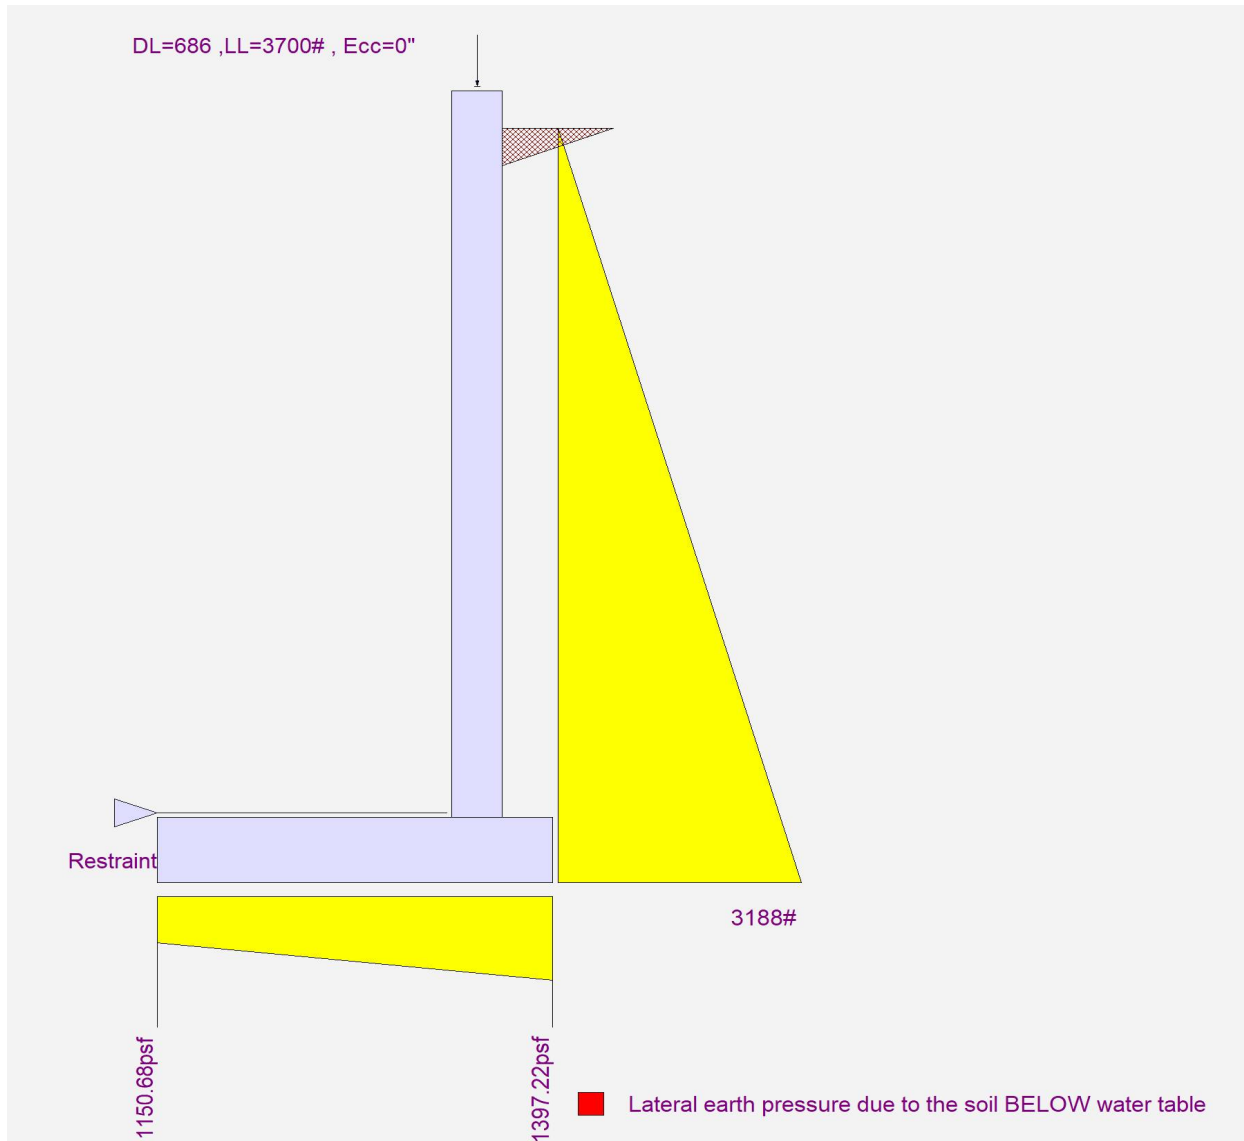 DL=686 ,LL=3700# , Ecc=0"
Restraint
3188#
1150.68psf
1397.22psf
Lateral earth pressure due to the soil BELOW water table